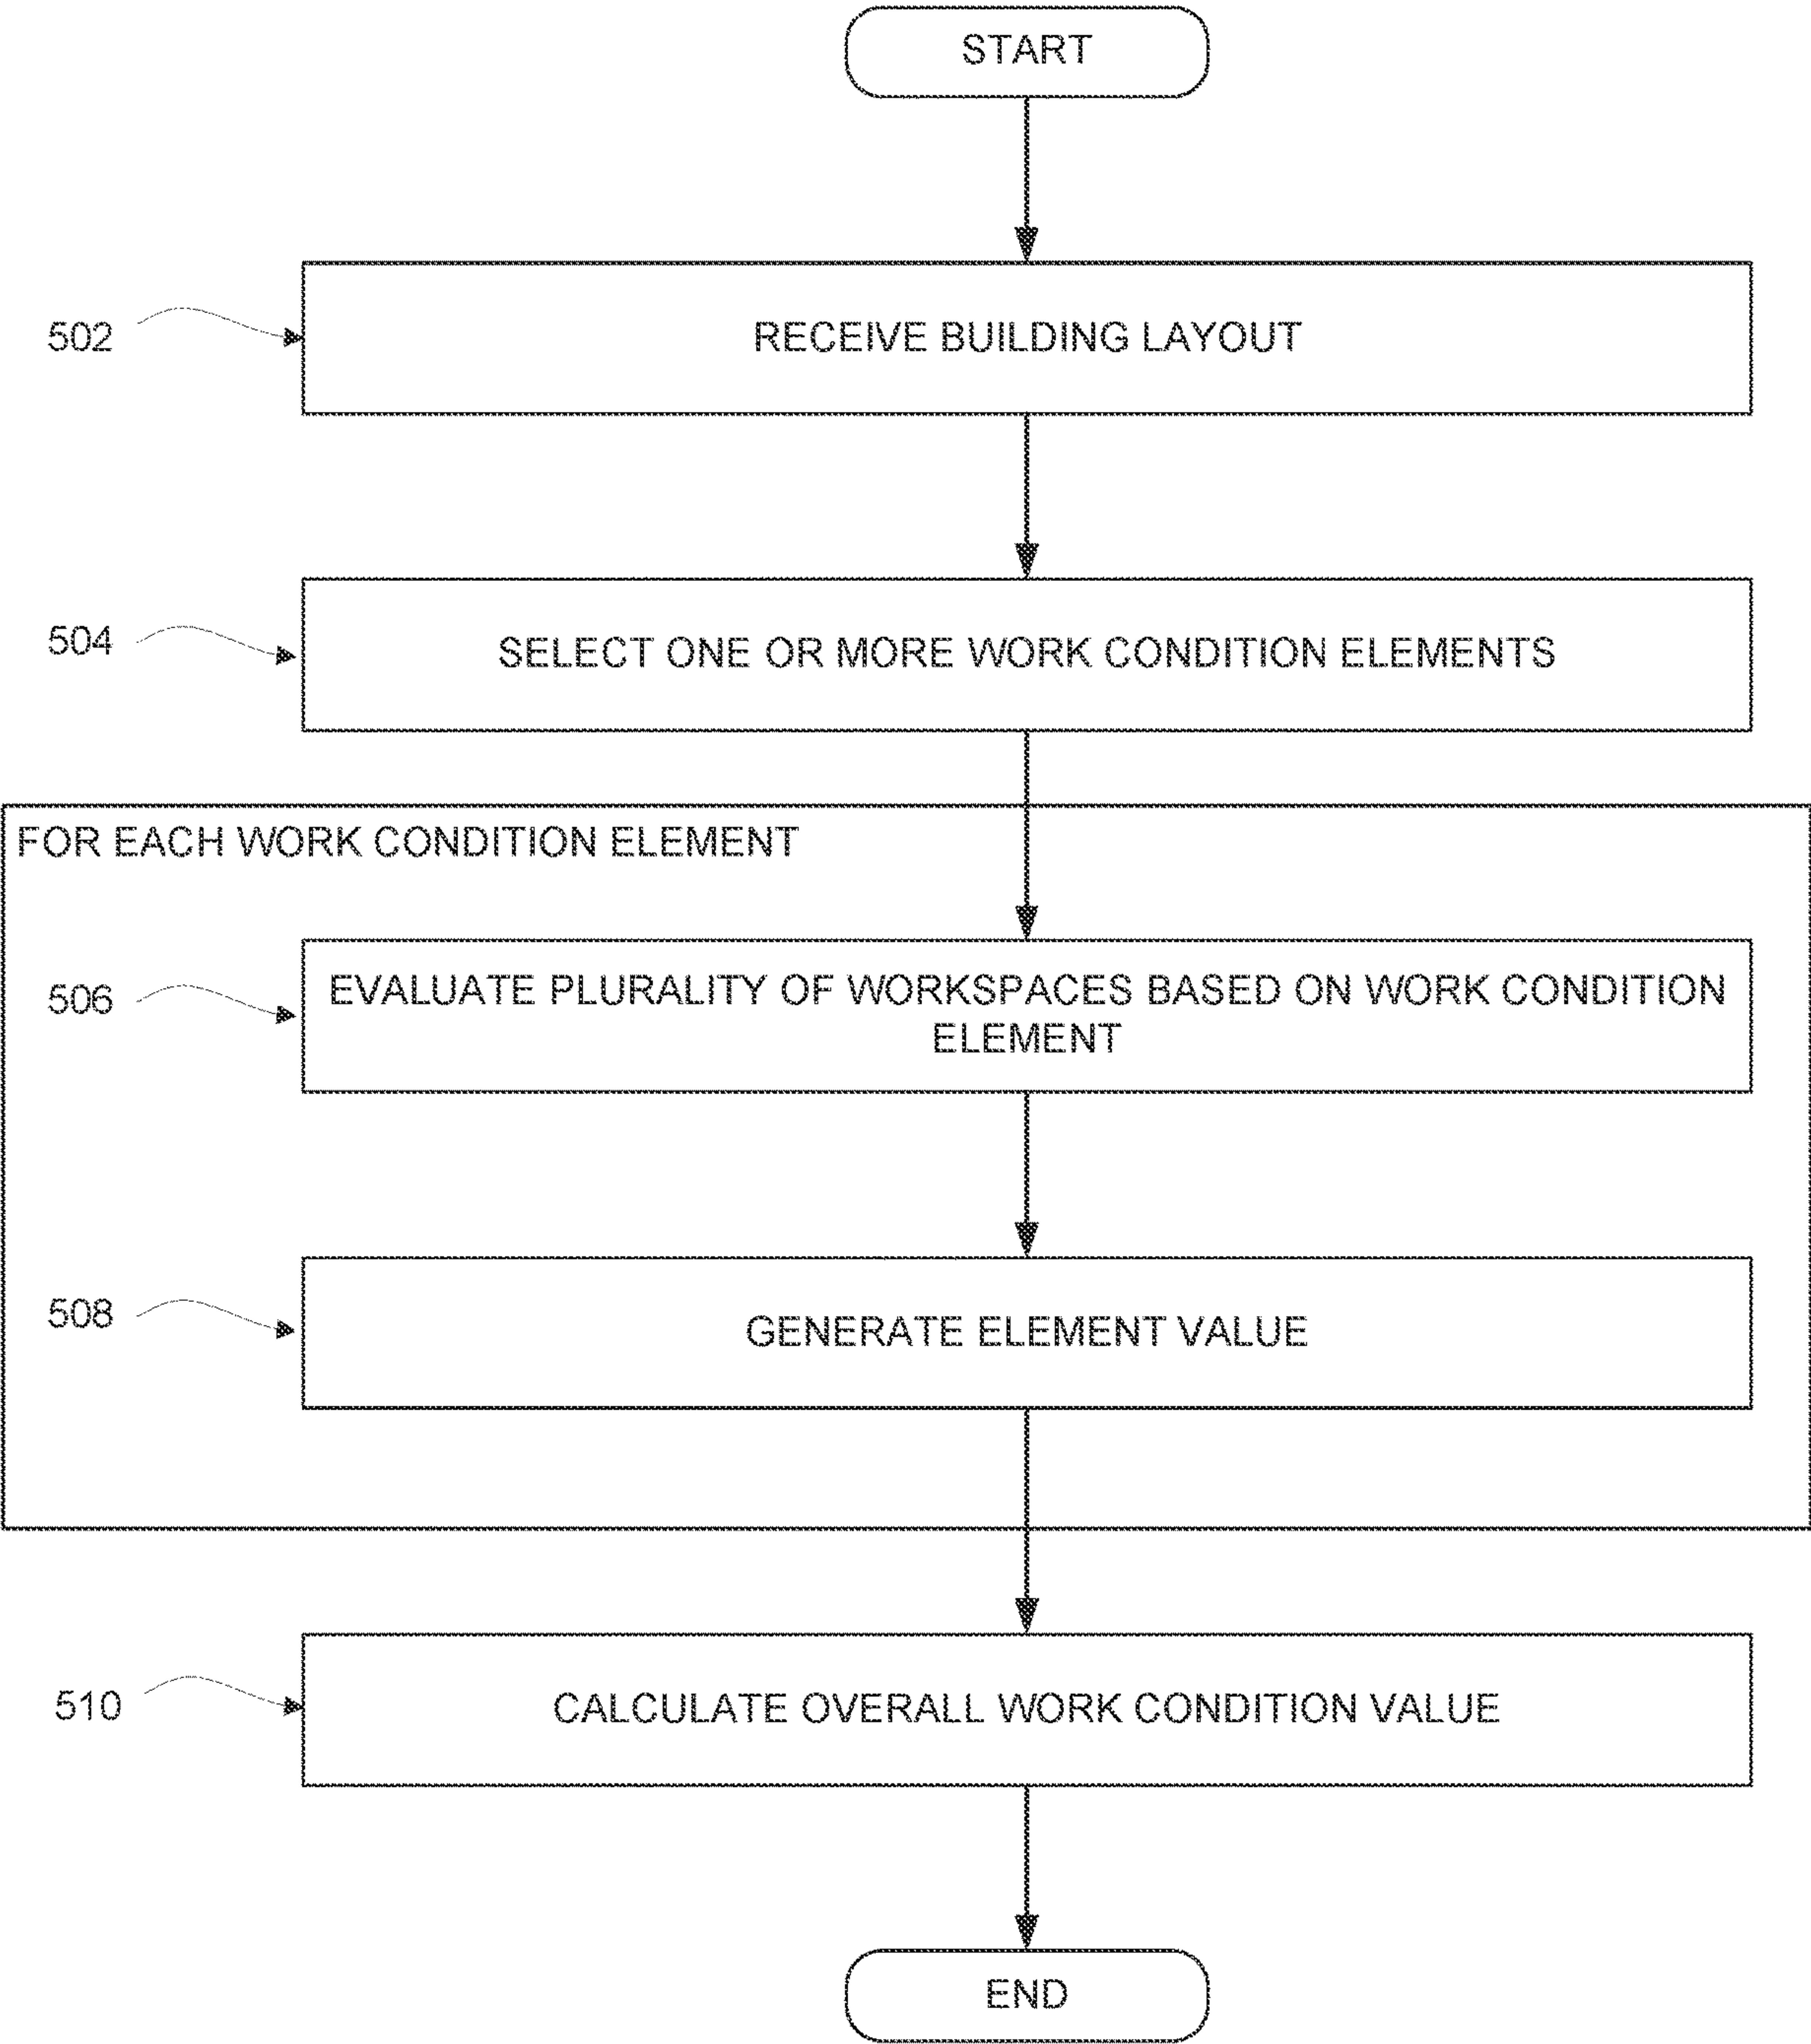 START
502
RECEIVE BUILDING LAYOUT
504
SELECT ONE OR MORE WORK CONDITION ELEMENTS
FOR EACH WORK CONDITION ELEMENT
506
EVALUATE PLURALITY OF WORKSPACES BASED ON WORK CONDITION
ELEMENT
508
GENERATE ELEMENT VALUE
510
CALCULATE OVERALL WORK CONDITION VALUE
END